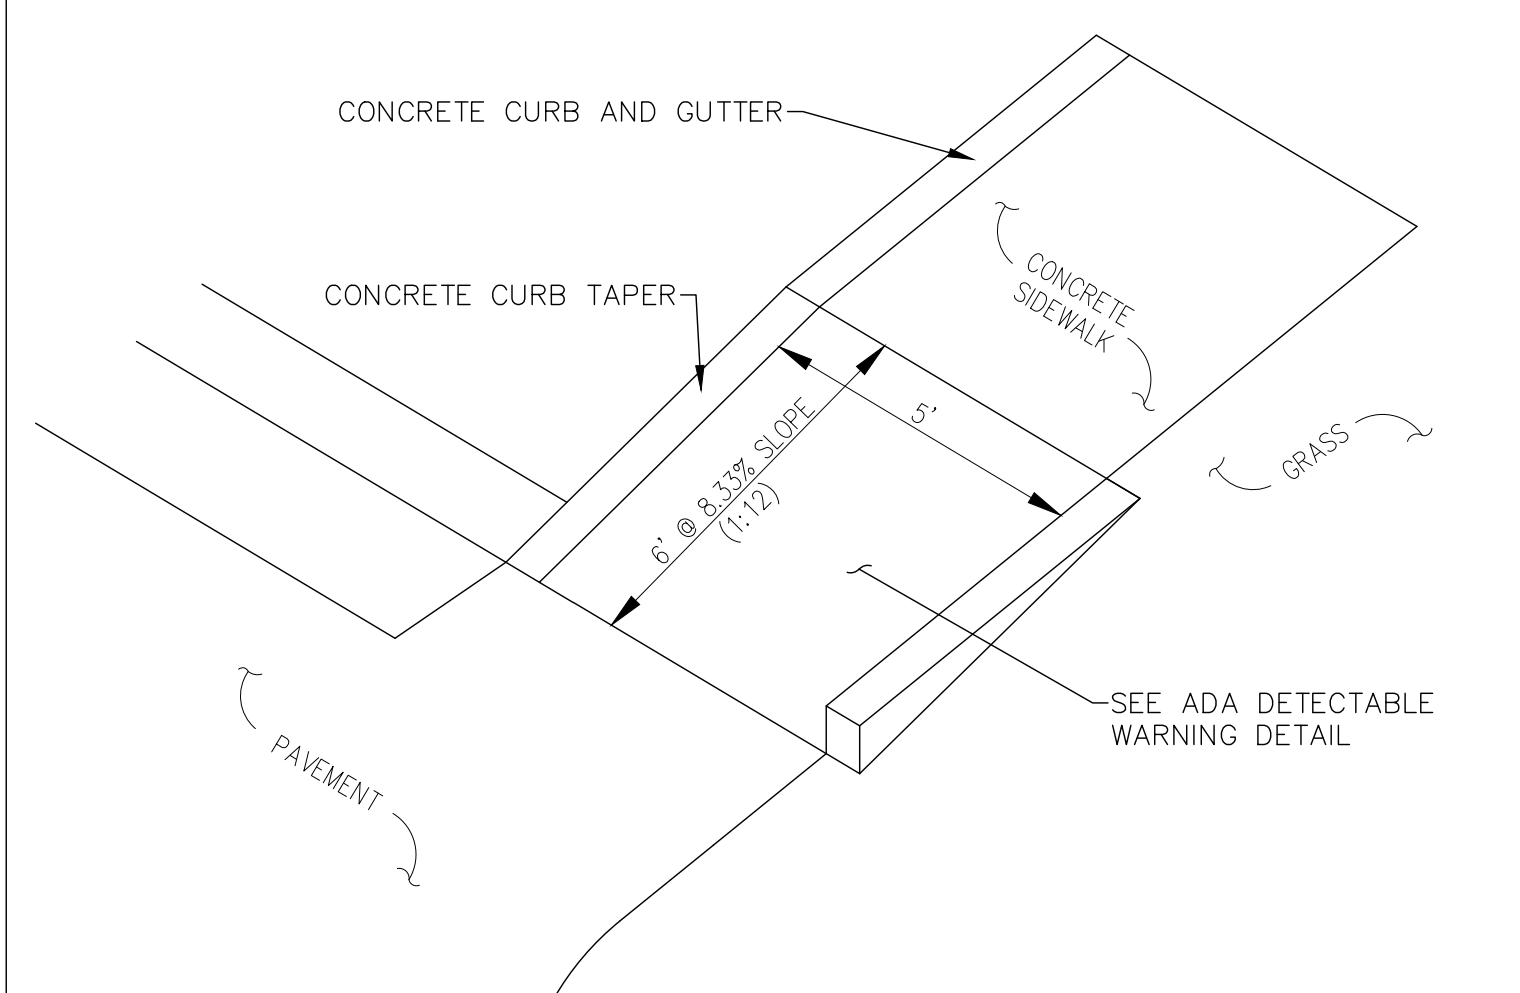 CONCRETE CURB AND GUTTER
CONCRETE CURB TAPER
CONCRETE
SIDEWALK
5'
GRASS
6' @ 8.33% SLOPE
(1:12)
SEE ADA DETECTABLE
WARNING DETAIL
PAVEMENT